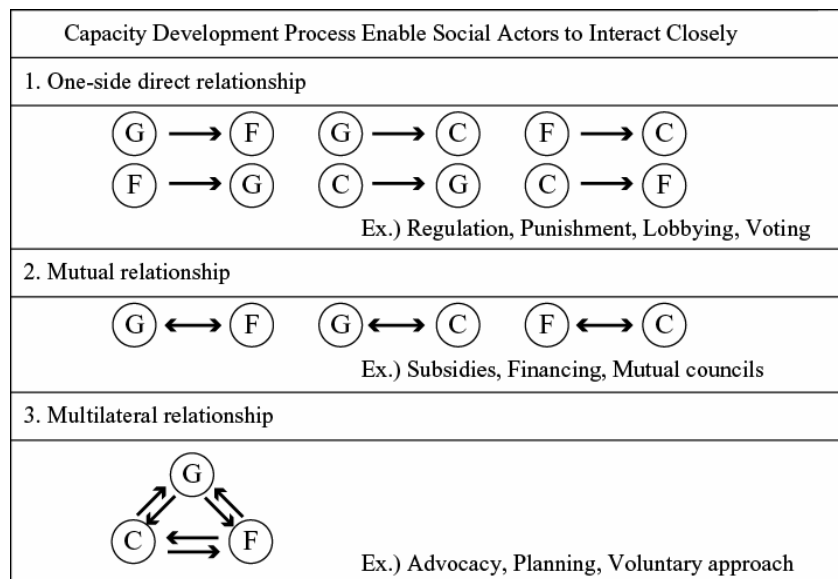 Capacity Development Process Enable Social Actors to Interact Closely
1. One-side direct relationship
G F G C F C
F G C G C F
Ex.) Regulation, Punishment, Lobbying, Voting
2. Mutual relationship
G F G C F C
Ex.) Subsidies, Financing, Mutual councils
3. Multilateral relationship
G
C F
Ex.) Advocacy, Planning, Voluntary approach